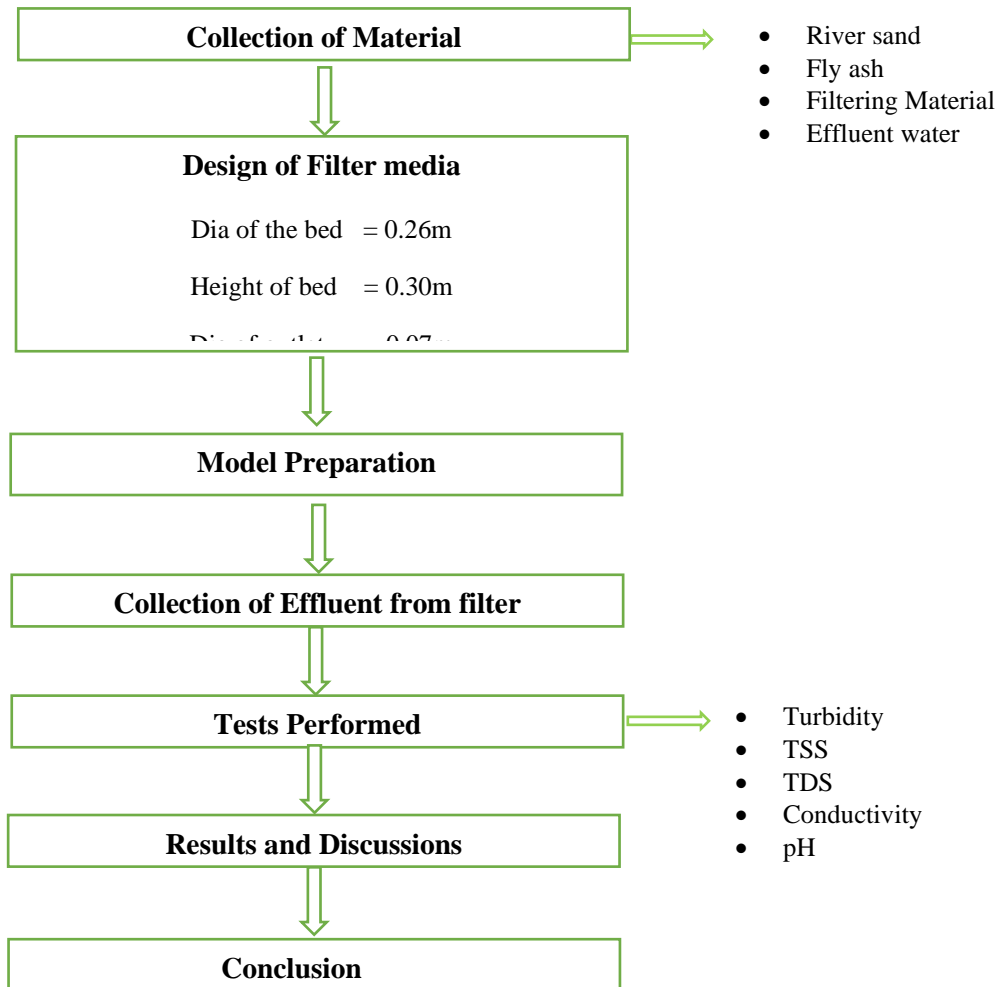 Collection of Material
• River sand
• Fly ash
• Filtering Material
• Effluent water
Design of Filter media
Dia of the bed = 0.26m
Height of bed = 0.30m
Model Preparation
Collection of Effluent from filter
Tests Performed
• Turbidity
• TSS
• TDS
• Conductivity
• pH
Results and Discussions
Conclusion